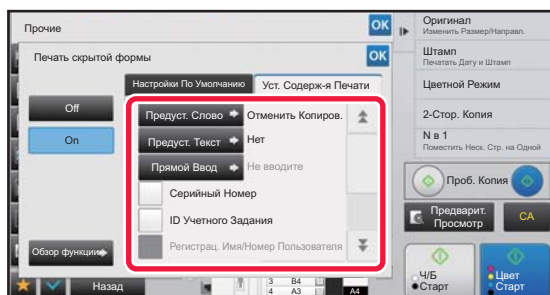 Прочие
OK
Печать скрытой формы
OK
Настройки По Умолчанию
Уст. Содерж-я Печати
Off
On
Предуст. Слово
Отменить Копиров.
Предуст. Текст
Нет
Прямой Ввод
Не вводите
Серийный Номер
ID Учетного Задания
Регистрац. Имя/Номер Пользователя
Обзор функции
Назад
3 B4
4 A3
A4
Оригинал
Изменить Размер/Направл.
Штамп
Печатать Дату и Штамп
Цветной Режим
2-Стор. Копия
N в 1
Поместить Неск. Стр. на Одной
Проб. Копия
Предварит.
Просмотр
CA
Ч/Б
Старт
Цвет
Старт